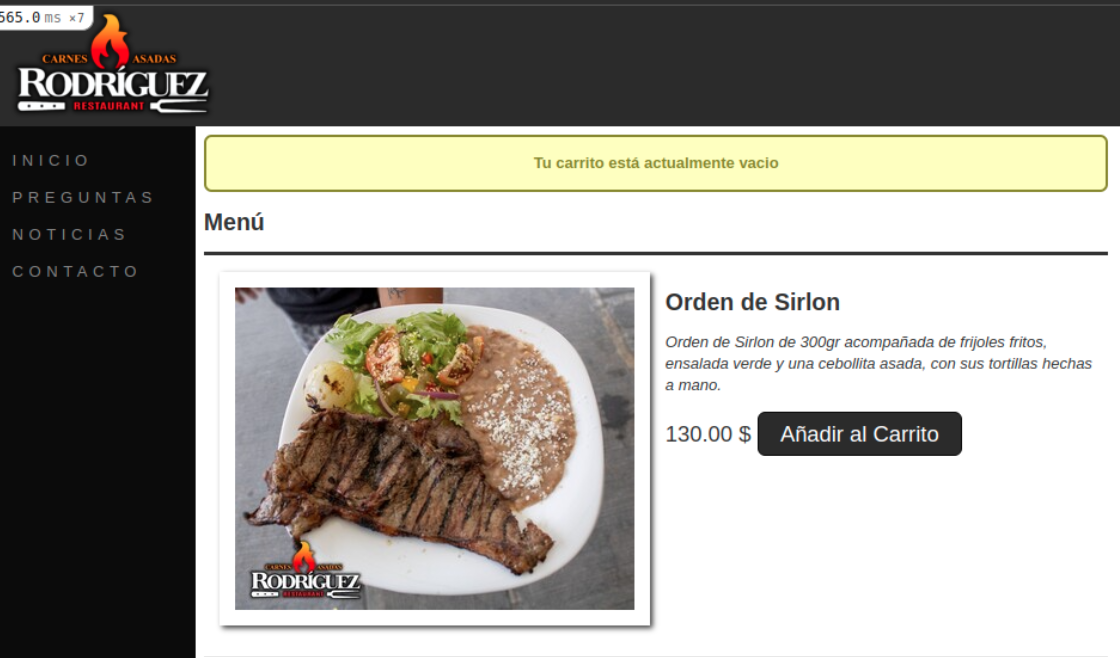 565.0 ms ×7
CARNES ASADAS
RODRÍGUEZ
RESTAURANT
INICIO
PREGUNTAS
NOTICIAS
CONTACTO
Tu carrito está actualmente vacio
Menú
CARNES ASADAS
RODRÍGUEZ
RESTAURANT
Orden de Sirlon
Orden de Sirlon de 300gr acompañada de frijoles fritos,
ensalada verde y una cebollita asada, con sus tortillas hechas
a mano.
130.00 $ Añadir al Carrito